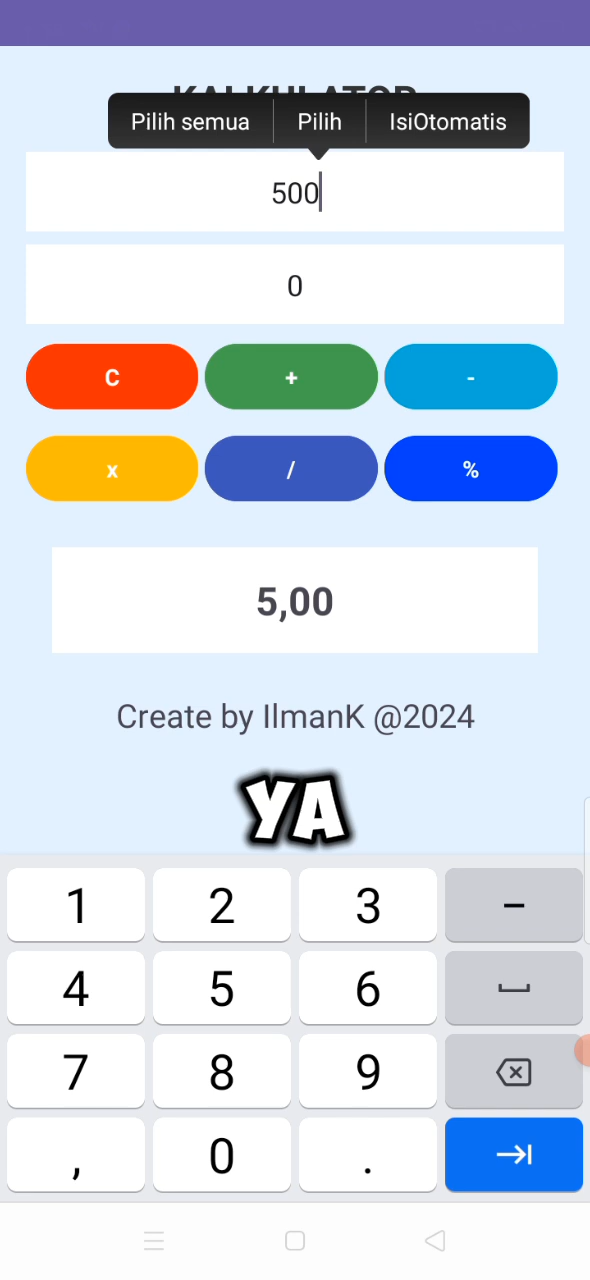 KALKULATOR
Pilih semua Pilih IsiOtomatis
500
0
C + -
x / %
5,00
Create by IlmanK @2024
YA
1 2 3 –
4 5 6
7 8 9
, 0 .